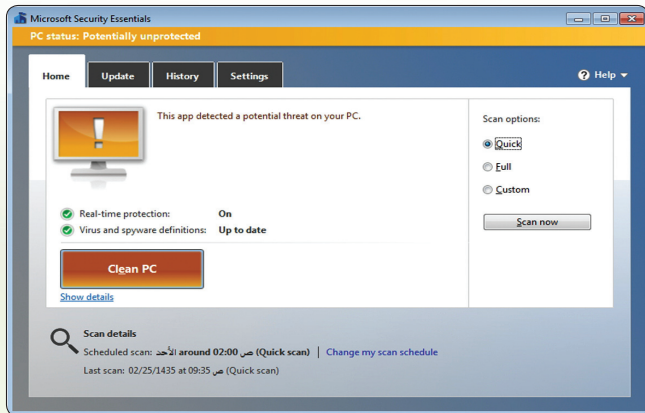 Microsoft Security Essentials
PC status: Potentially unprotected
Home Update History Settings Help
This app detected a potential threat on your PC.
Scan options:
Quick
Full
Custom
Real-time protection: On
Virus and spyware definitions: Up to date
Scan now
Clean PC
Show details
Scan details
Scheduled scan: الأحد around 02:00 ص (Quick scan) | Change my scan schedule
Last scan: 02/25/1435 at 09:35 ص (Quick scan)